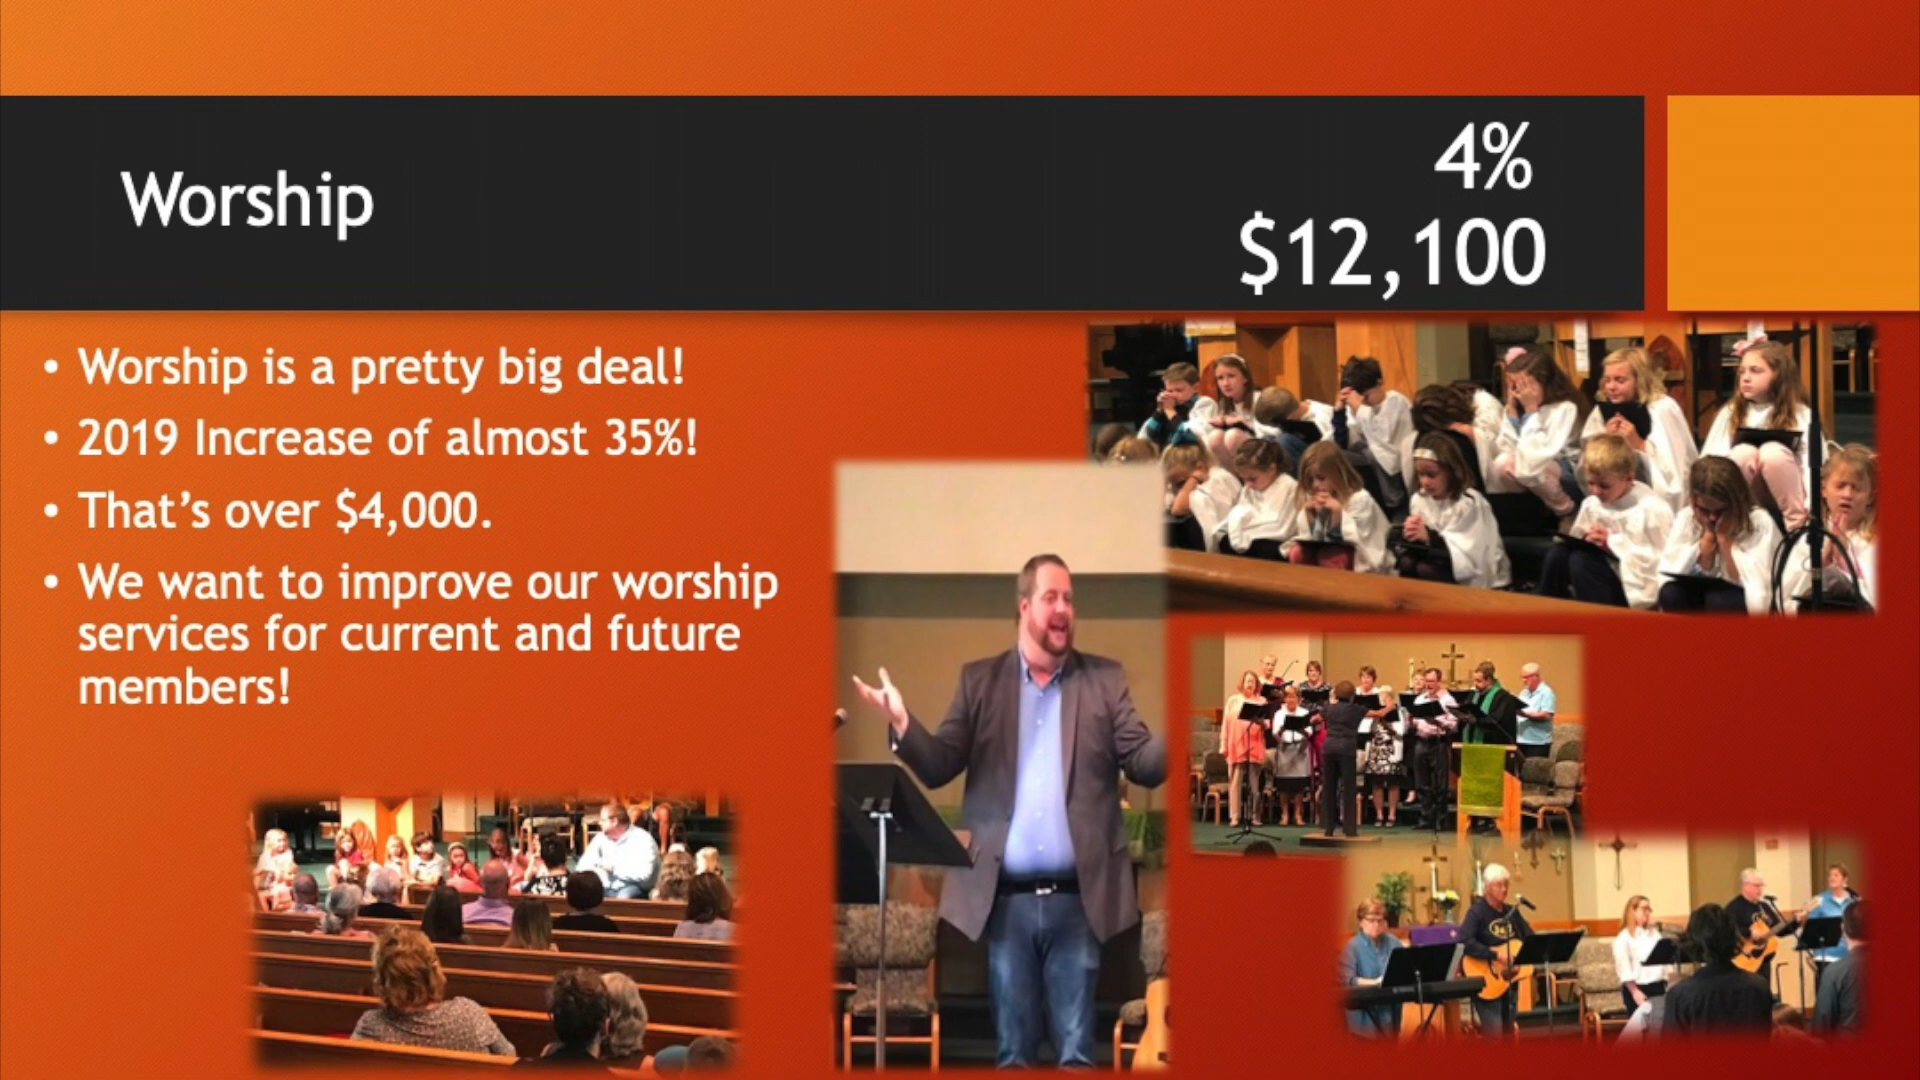 Worship
4%
$12,100
• Worship is a pretty big deal!
• 2019 Increase of almost 35%!
• That’s over $4,000.
• We want to improve our worship
services for current and future
members!